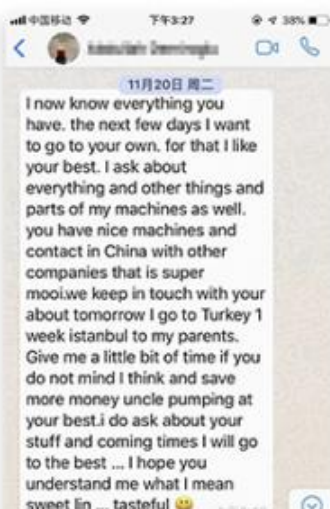 中国移动
下午3:27
38%
11月20日 周二
I now know everything you
have. the next few days I want
to go to your own. for that I like
your best. I ask about
everything and other things and
parts of my machines as well.
you have nice machines and
contact in China with other
companies that is super
mooi.we keep in touch with your
about tomorrow I go to Turkey 1
week istanbul to my parents.
Give me a little bit of time if you
do not mind I think and save
more money uncle pumping at
your best.i do ask about your
stuff and coming times I will go
to the best ... I hope you
understand me what I mean
sweet lin ... tasteful 😀